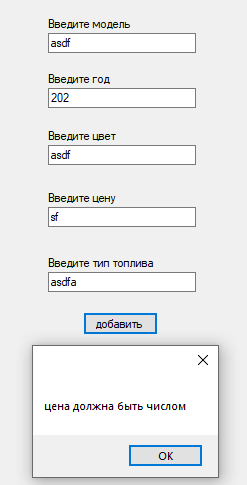 Введите модель
asdf
Введите год
202
Введите цвет
asdf
Введите цену
sf
Введите тип топлива
asdfa
добавить
цена должна быть числом
OK